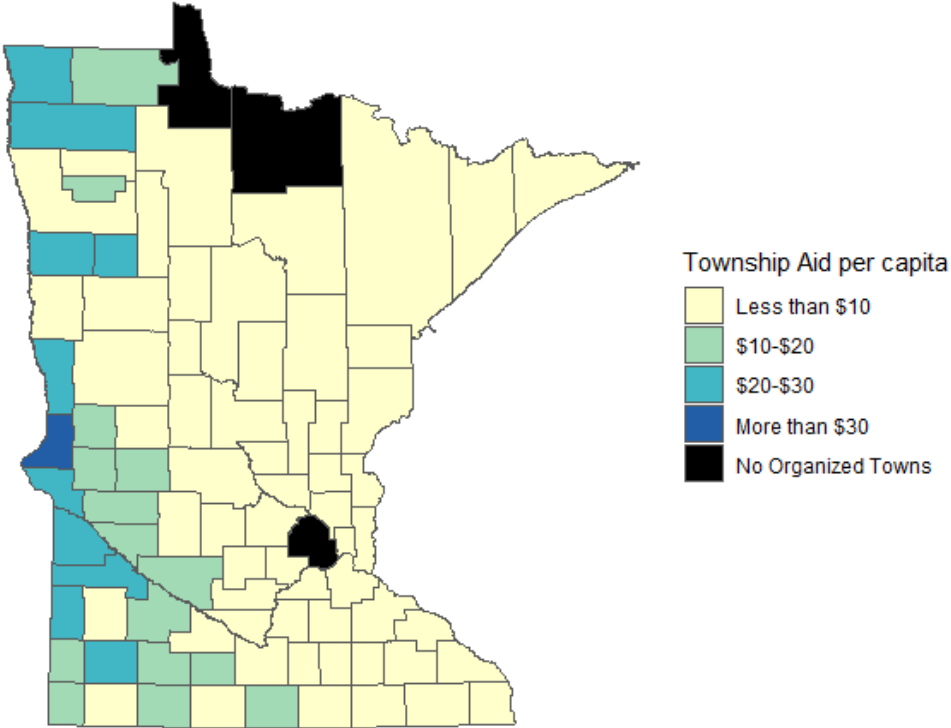 Township Aid per capita
Less than $10
$10-$20
$20-$30
More than $30
No Organized Towns